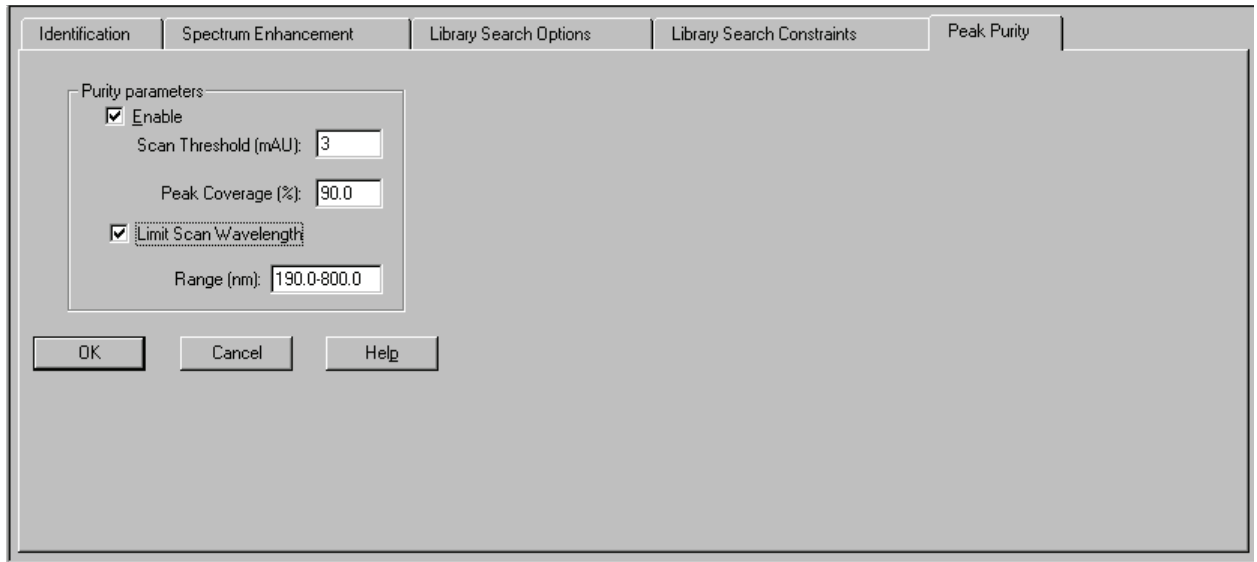 Identification Spectrum Enhancement Library Search Options Library Search Constraints Peak Purity
Purity parameters
Enable
Scan Threshold (mAU): 3
Peak Coverage (%): 90.0
Limit Scan Wavelength
Range (nm): 190.0-800.0
OK Cancel Help